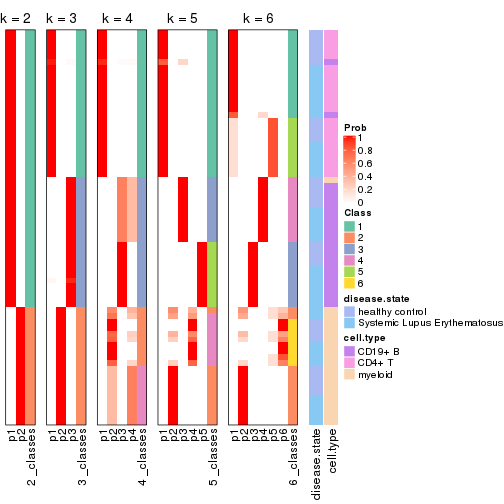 k = 2
k = 3
k = 4
k = 5
k = 6
Prob
1
0.8
0.6
0.4
0.2
0
Class
1
2
3
4
5
6
disease.state
healthy control
Systemic Lupus Erythematosus
cell.type
CD19+ B
CD4+ T
myeloid
p1
p2
2_classes
p1
p2
p3
3_classes
p1
p2
p3
p4
4_classes
p1
p2
p3
p4
p5
5_classes
p1
p2
p3
p4
p5
p6
6_classes
disease.state
cell.type